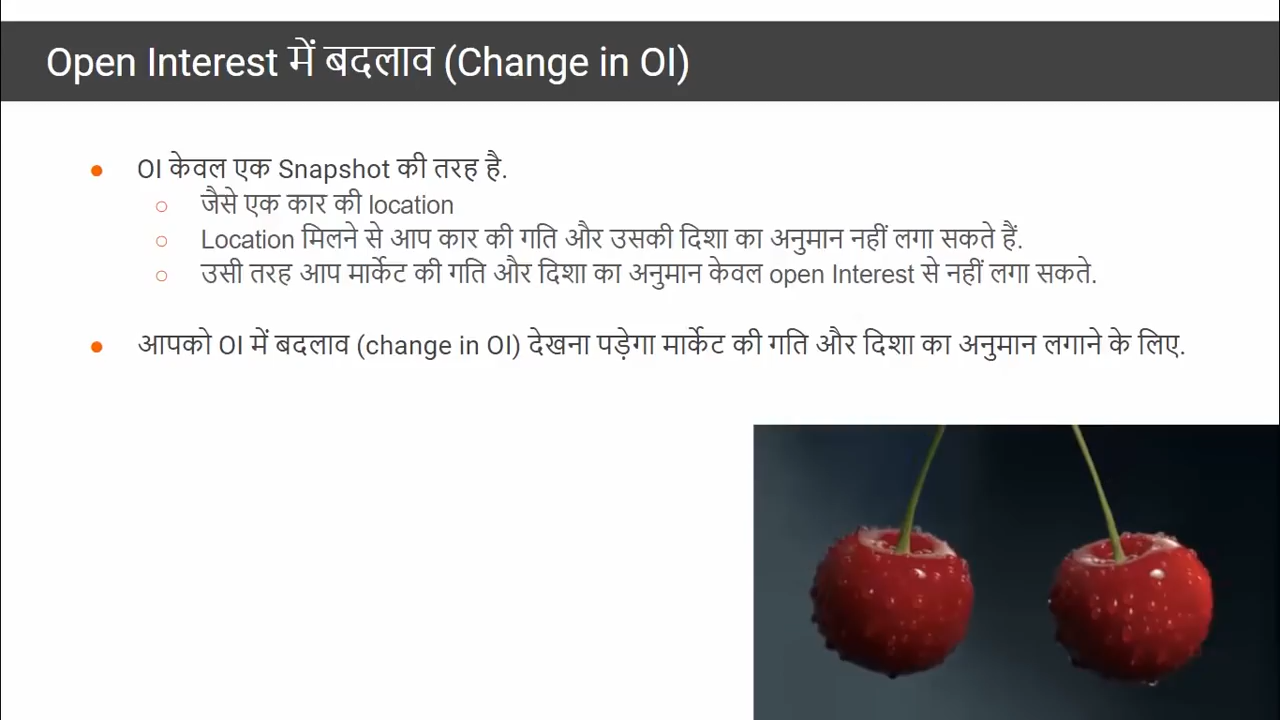 Open Interest में बदलाव (Change in OI)
OI केवल एक Snapshot की तरह है.
जैसे एक कार की location
Location मिलने से आप कार की गति और उसकी दिशा का अनुमान नहीं लगा सकते हैं.
उसी तरह आप मार्केट की गति और दिशा का अनुमान केवल open Interest से नहीं लगा सकते.
आपको OI में बदलाव (change in OI) देखना पड़ेगा मार्केट की गति और दिशा का अनुमान लगाने के लिए.